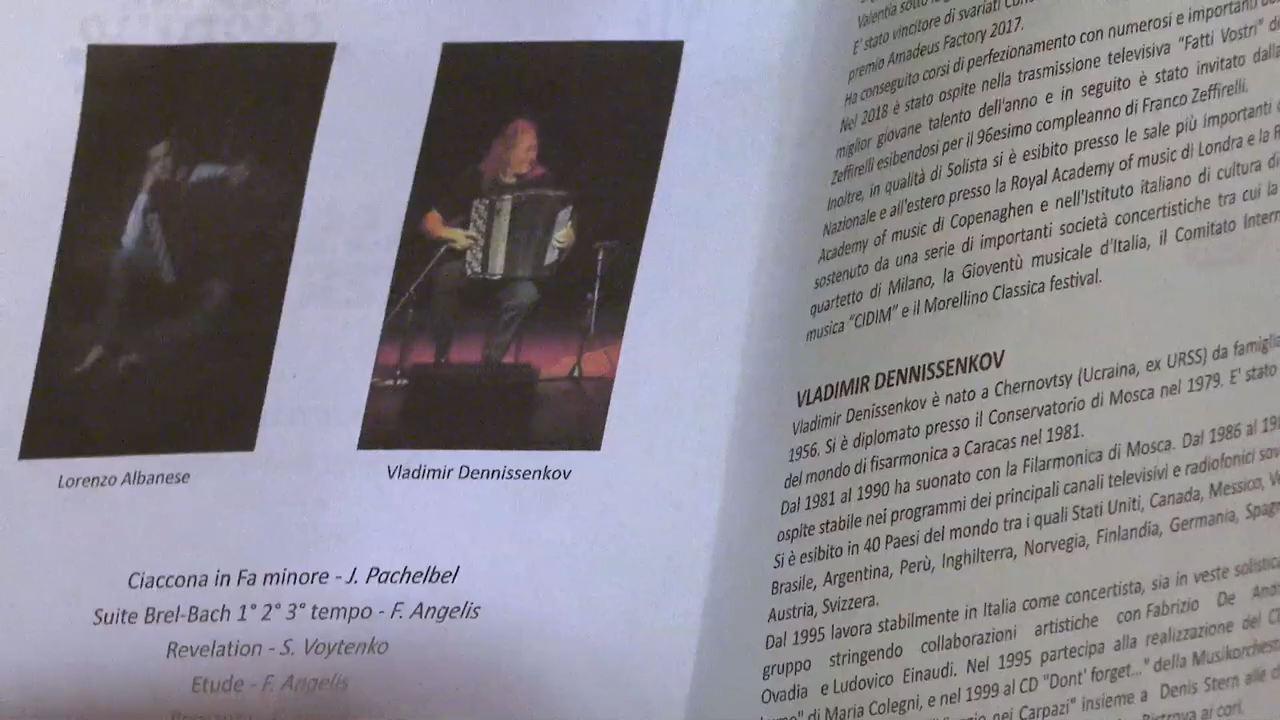 Lorenzo Albanese
Vladimir Dennissenkov
Ciaccona in Fa minore - J. Pachelbel
Suite Brel-Bach 1° 2° 3° tempo - F. Angelis
Revelation - S. Voytenko
Etude - F. Angelis
Valentia sotto
E' stato vincitore di svariati
premio Amadeus Factory 2017.
Ha conseguito corsi di perfezionamento con numerosi e importanti
Nel 2018 è stato ospite nella trasmissione televisiva "Fatti Vostri"
miglior giovane talento dell'anno e in seguito è stato invitato dalla
Zeffirelli esibendosi per il 96esimo compleanno di Franco Zeffirelli.
Inoltre, in qualità di Solista si è esibito presso le sale più importanti
Nazionale e all'estero presso la Royal Academy of music di Londra e la
Academy of music di Copenaghen e nell'Istituto italiano di cultura
sostenuto da una serie di importanti società concertistiche tra cui la
quartetto di Milano, la Gioventù musicale d'Italia, il Comitato
musica "CIDIM" e il Morellino Classica festival.
VLADIMIR DENNISSENKOV
Vladimir Denissenkov è nato a Chernovtsy (Ucraina, ex URSS) da famiglia
1956. Si è diplomato presso il Conservatorio di Mosca nel 1979. E' stato
del mondo di fisarmonica a Caracas nel 1981.
Dal 1981 al 1990 ha suonato con la Filarmonica di Mosca. Dal 1986 al
ospite stabile nei programmi dei principali canali televisivi e radiofonici
Si è esibito in 40 Paesi del mondo tra i quali Stati Uniti, Canada, Messico,
Brasile, Argentina, Perù, Inghilterra, Norvegia, Finlandia, Germania,
Austria, Svizzera.
Dal 1995 lavora stabilmente in Italia come concertista, sia in veste
gruppo stringendo collaborazioni artistiche con Fabrizio De
Ovadia e Ludovico Einaudi. Nel 1995 partecipa alla realizzazione del
di Maria Colegni, e nel 1999 al CD "Dont' forget..." della
nei Carpazi" insieme a Denis Stern alle
ai cori.